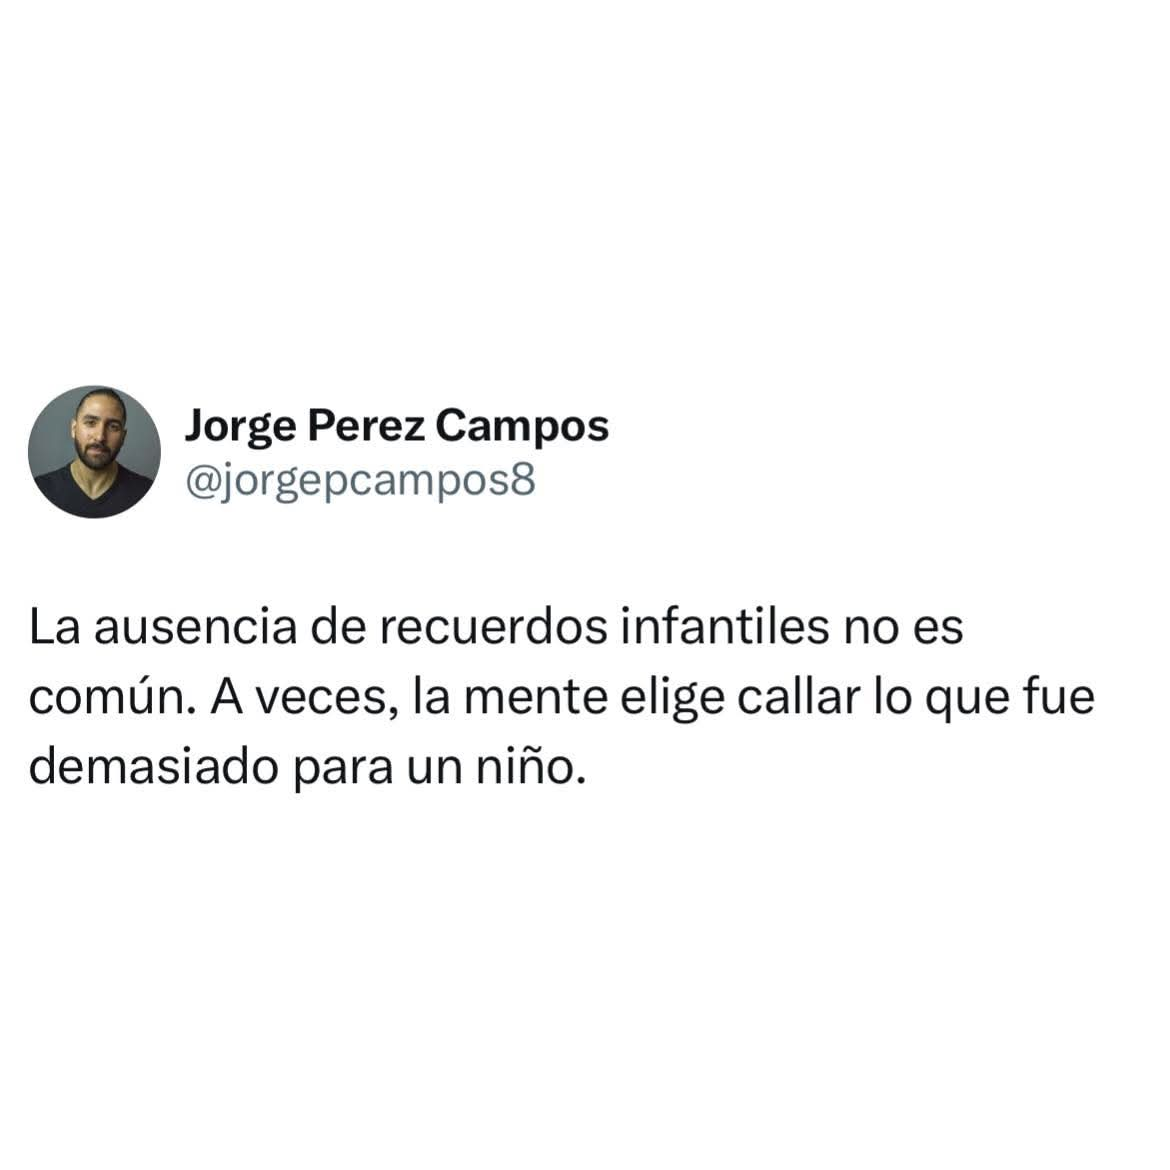 Jorge Perez Campos
@jorgepcampos8
La ausencia de recuerdos infantiles no es
común. A veces, la mente elige callar lo que fue
demasiado para un niño.